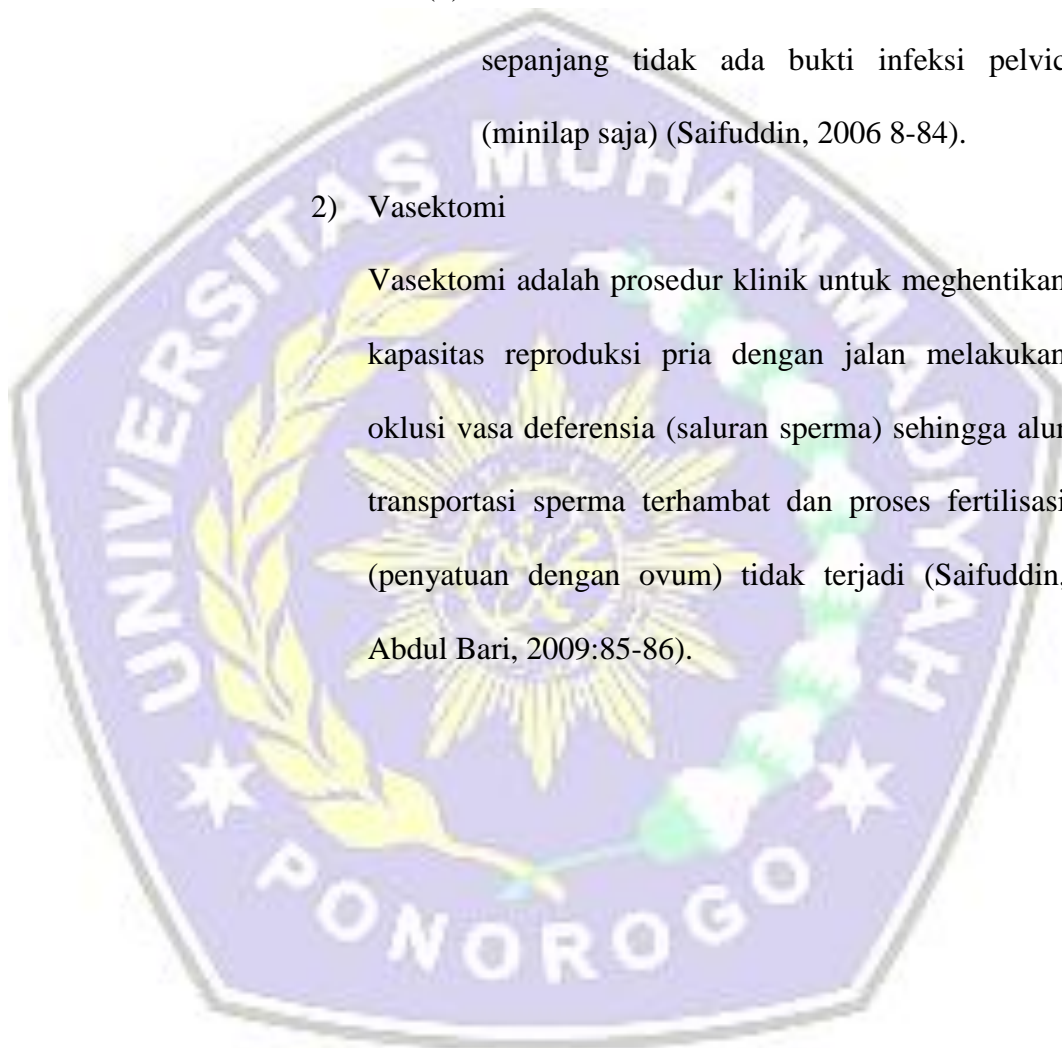 sepanjang tidak ada bukti infeksi pelvic
(minilap saja) (Saifuddin, 2006 8-84).
2) Vasektomi
Vasektomi adalah prosedur klinik untuk meghentikan
kapasitas reproduksi pria dengan jalan melakukan
oklusi vasa deferensia (saluran sperma) sehingga alur
transportasi sperma terhambat dan proses fertilisasi
(penyatuan dengan ovum) tidak terjadi (Saifuddin,
Abdul Bari, 2009:85-86).
UNIVERSITAS MUHAMMADIYAH
PONOROGO